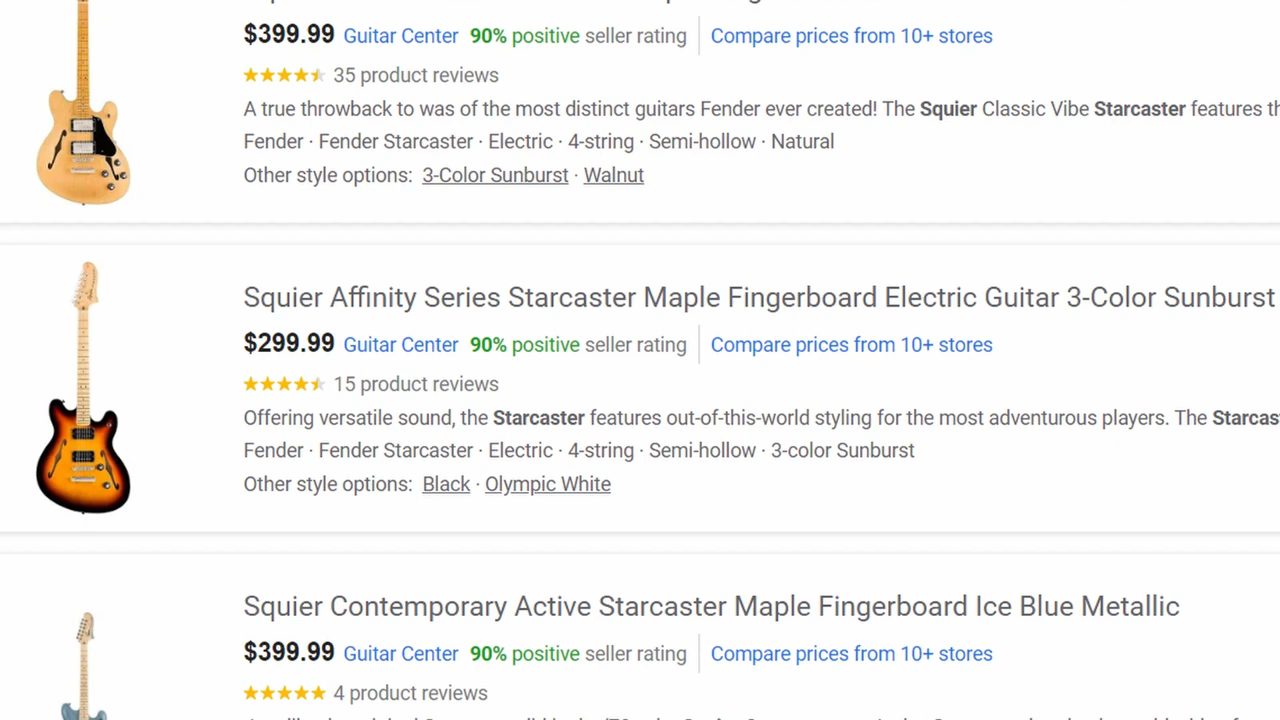 $399.99 Guitar Center 90% positive seller rating Compare prices from 10+ stores
35 product reviews
A true throwback to was of the most distinct guitars Fender ever created! The Squier Classic Vibe Starcaster features
Fender · Fender Starcaster · Electric · 4-string · Semi-hollow · Natural
Other style options: 3-Color Sunburst · Walnut
Squier Affinity Series Starcaster Maple Fingerboard Electric Guitar 3-Color Sunburst
$299.99 Guitar Center 90% positive seller rating Compare prices from 10+ stores
15 product reviews
Offering versatile sound, the Starcaster features out-of-this-world styling for the most adventurous players. The
Fender · Fender Starcaster · Electric · 4-string · Semi-hollow · 3-color Sunburst
Other style options: Black · Olympic White
Squier Contemporary Active Starcaster Maple Fingerboard Ice Blue Metallic
$399.99 Guitar Center 90% positive seller rating Compare prices from 10+ stores
4 product reviews